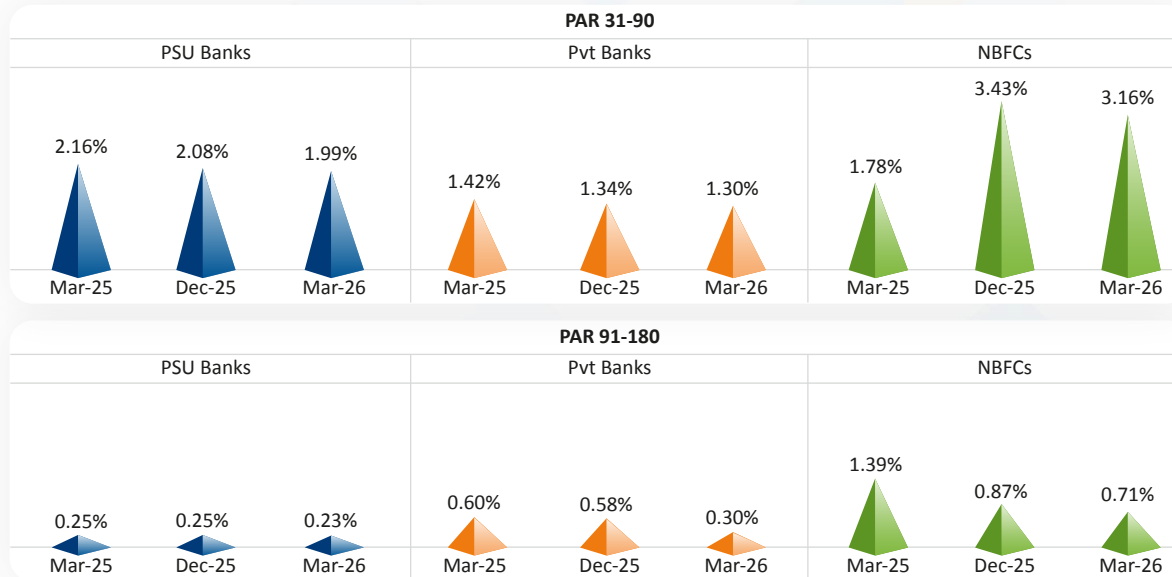 PAR 31-90
PSU Banks Pvt Banks NBFCs
3.43%
3.16%
2.16% 2.08% 1.99%
1.78%
1.42% 1.34% 1.30%
Mar-25 Dec-25 Mar-26 Mar-25 Dec-25 Mar-26 Mar-25 Dec-25 Mar-26
PAR 91-180
PSU Banks Pvt Banks NBFCs
1.39%
0.87%
0.71%
0.60% 0.58%
0.25% 0.25% 0.23% 0.30%
Mar-25 Dec-25 Mar-26 Mar-25 Dec-25 Mar-26 Mar-25 Dec-25 Mar-26